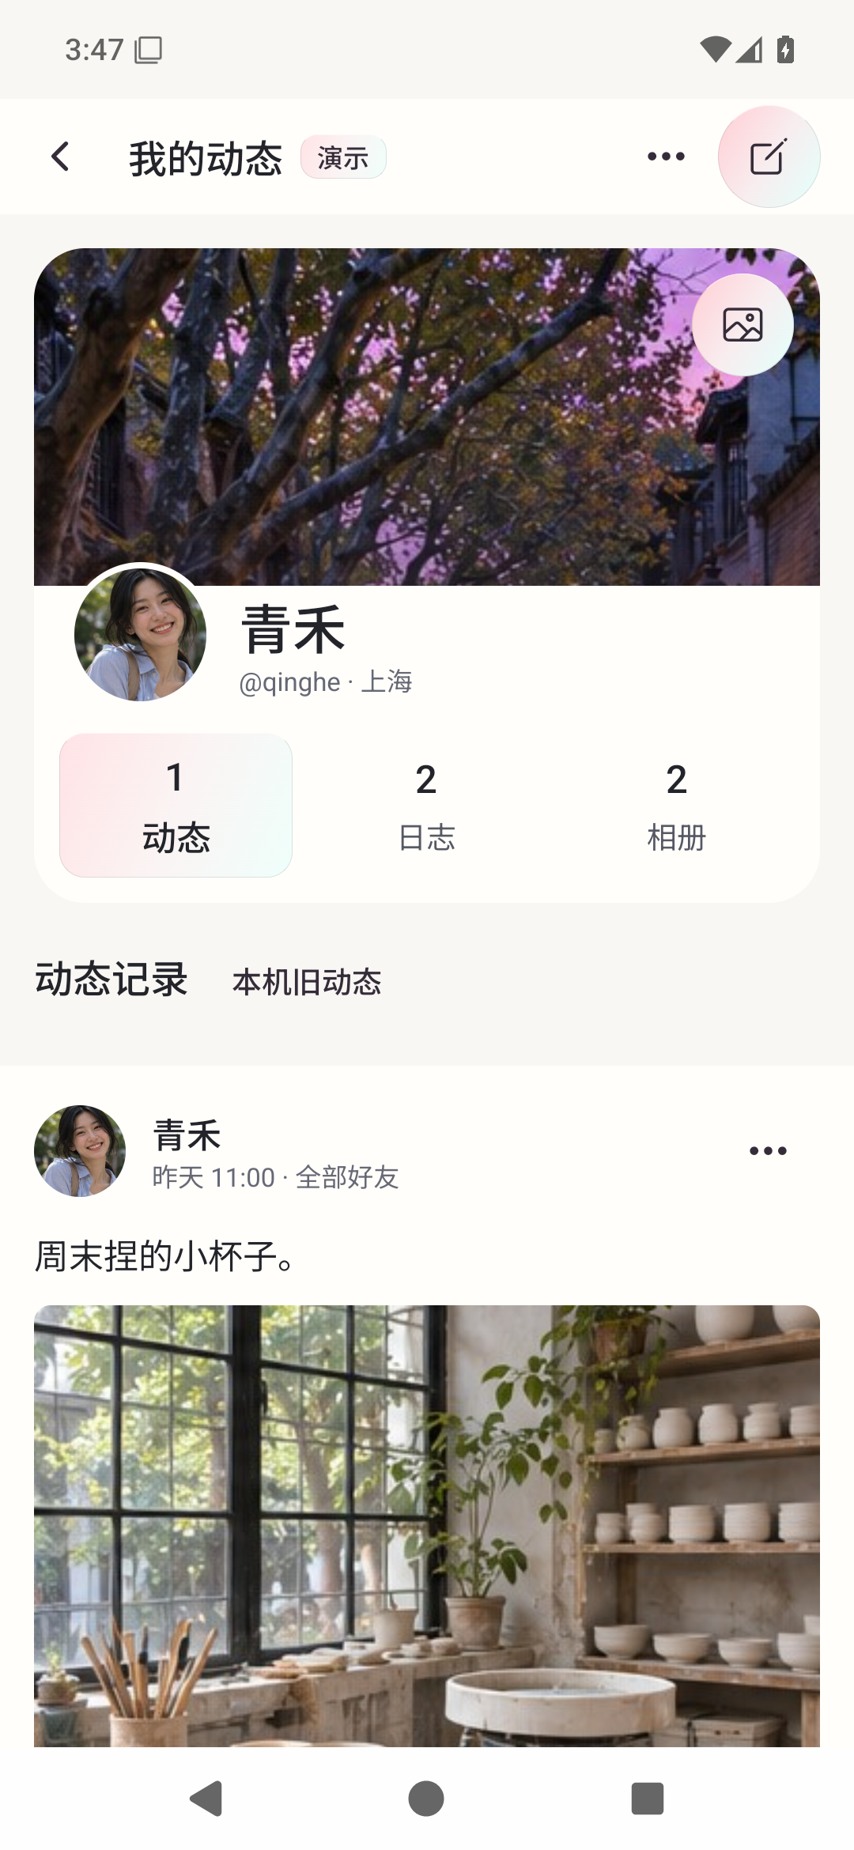 3:47
我的动态 演示
青禾
@qinghe · 上海
1 2 2
动态 日志 相册
动态记录 本机旧动态
青禾
昨天 11:00 · 全部好友
周末捏的小杯子。